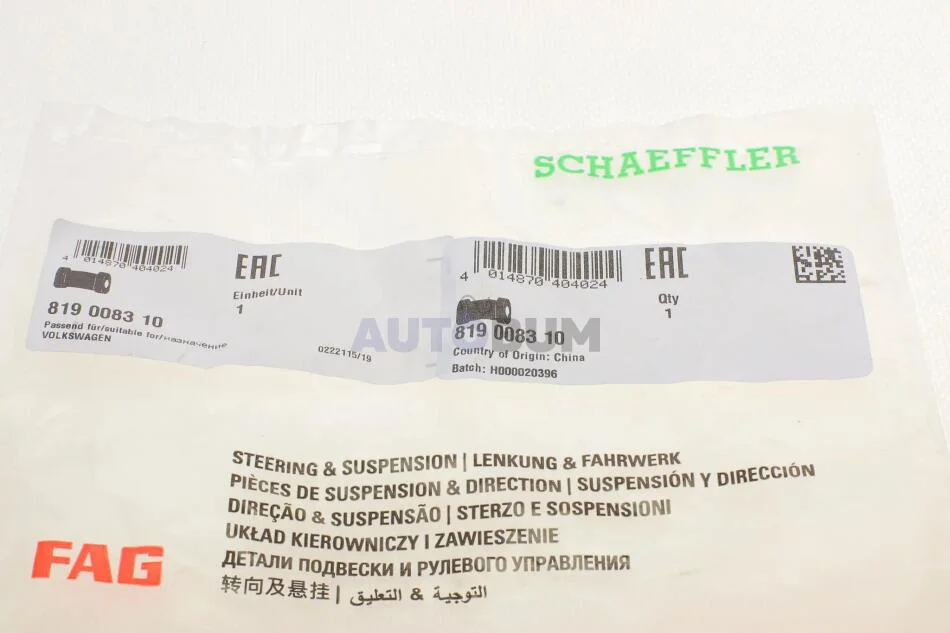 SCHAEFFLER
4 014870 404024
EAC
Einheit/Unit
1
819 0083 10
Passend für/suitable for/назначение
VOLKSWAGEN
0222115/19
4 014870 404024
EAC
Qty
1
819 0083 10
Country of Origin: China
Batch: H000020396
AUTODUM
STEERING & SUSPENSION | LENKUNG & FAHRWERK
PIÈCES DE SUSPENSION & DIRECTION | SUSPENSIÓN Y DIRECCIÓN
DIREÇÃO & SUSPENSÃO | STERZO E SOSPENSIONI
UKŁAD KIEROWNICZY I ZAWIESZENIE
ДЕТАЛИ ПОДВЕСКИ И РУЛЕВОГО УПРАВЛЕНИЯ
转向及悬挂 | التوجية & التعليق
FAG